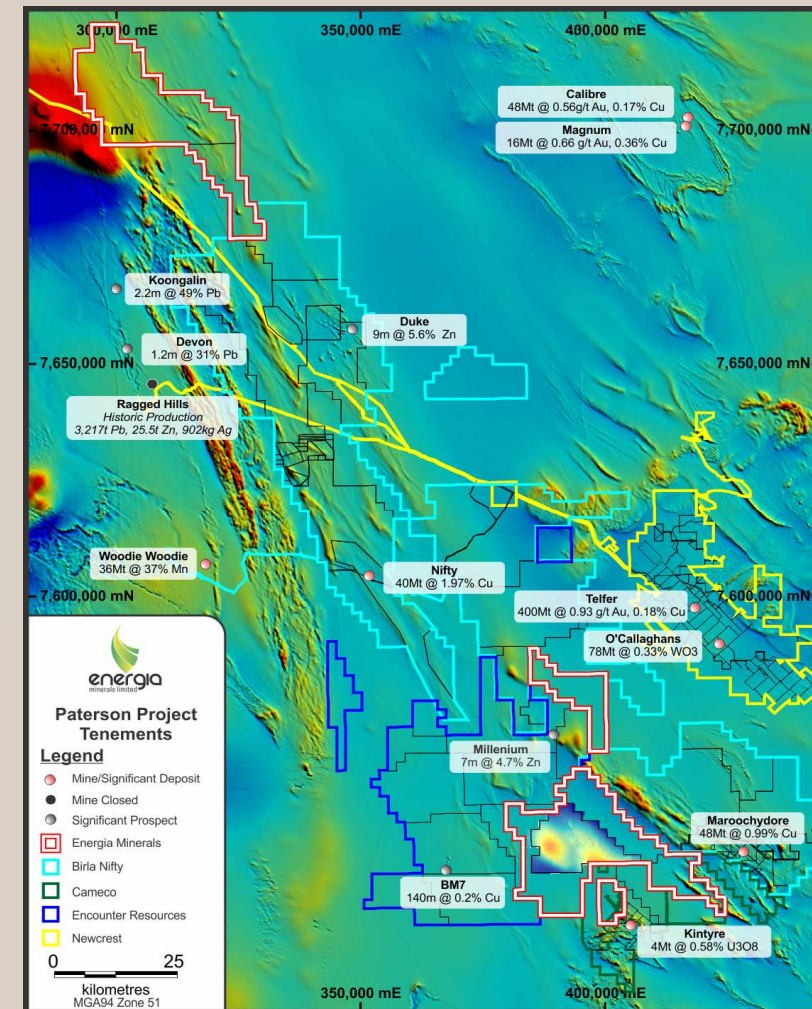 300,000 mE
350,000 mE
400,000 mE
Calibre
48Mt @ 0.56g/t Au, 0.17% Cu
Magnum
16Mt @ 0.66 g/t Au, 0.36% Cu
7,700,000 mN
7,700,000 mN
Koongalin
2.2m @ 49% Pb
Duke
9m @ 5.6% Zn
Devon
1.2m @ 31% Pb
7,650,000 mN
7,650,000 mN
Ragged Hills
Historic Production
3,217t Pb, 25.5t Zn, 902kg Ag
Woodie Woodie
36Mt @ 37% Mn
Nifty
40Mt @ 1.97% Cu
7,600,000 mN
7,600,000 mN
Telfer
400Mt @ 0.93 g/t Au, 0.18% Cu
O'Callaghans
78Mt @ 0.33% WO3
Millenium
7m @ 4.7% Zn
Maroochydore
48Mt @ 0.99% Cu
BM7
140m @ 0.2% Cu
Kintyre
4Mt @ 0.58% U3O8
energia
minerals limited
Paterson Project
Tenements
Legend
Mine/Significant Deposit
Mine Closed
Significant Prospect
Energia Minerals
Birla Nifty
Cameco
Encounter Resources
Newcrest
0 25
kilometres
MGA94 Zone 51
350,000 mE
400,000 mE